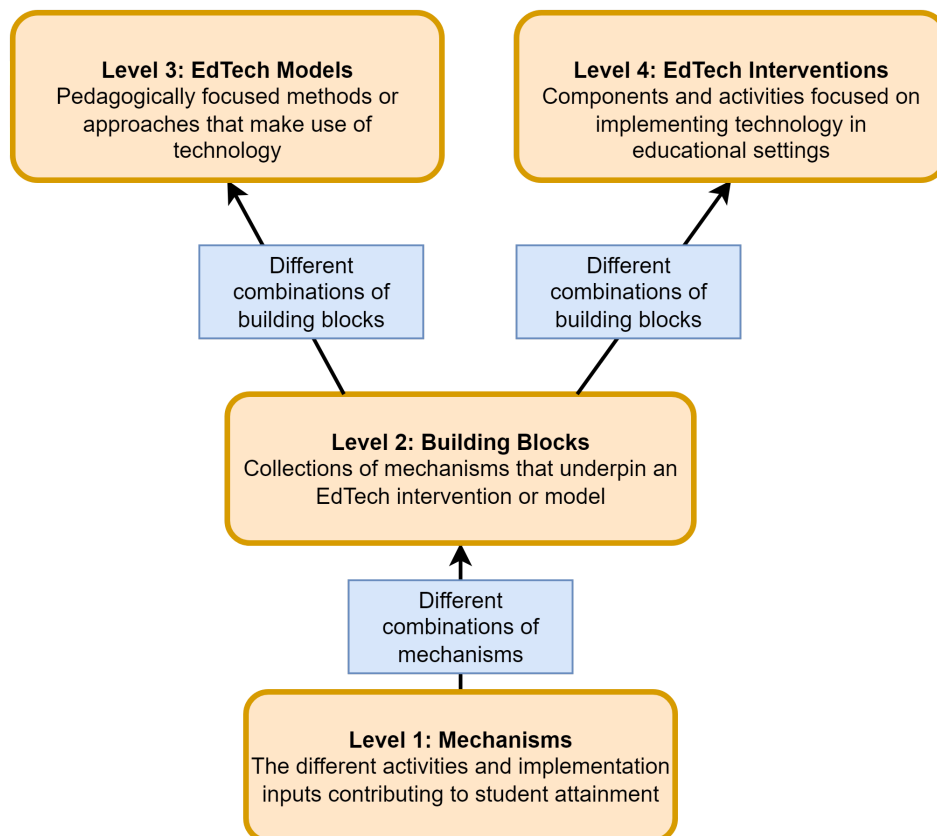 Level 3: EdTech Models
Pedagogically focused methods or
approaches that make use of
technology
Level 4: EdTech Interventions
Components and activities focused on
implementing technology in
educational settings
Different
combinations of
building blocks
Different
combinations of
building blocks
Level 2: Building Blocks
Collections of mechanisms that underpin an
EdTech intervention or model
Different
combinations of
mechanisms
Level 1: Mechanisms
The different activities and implementation
inputs contributing to student attainment